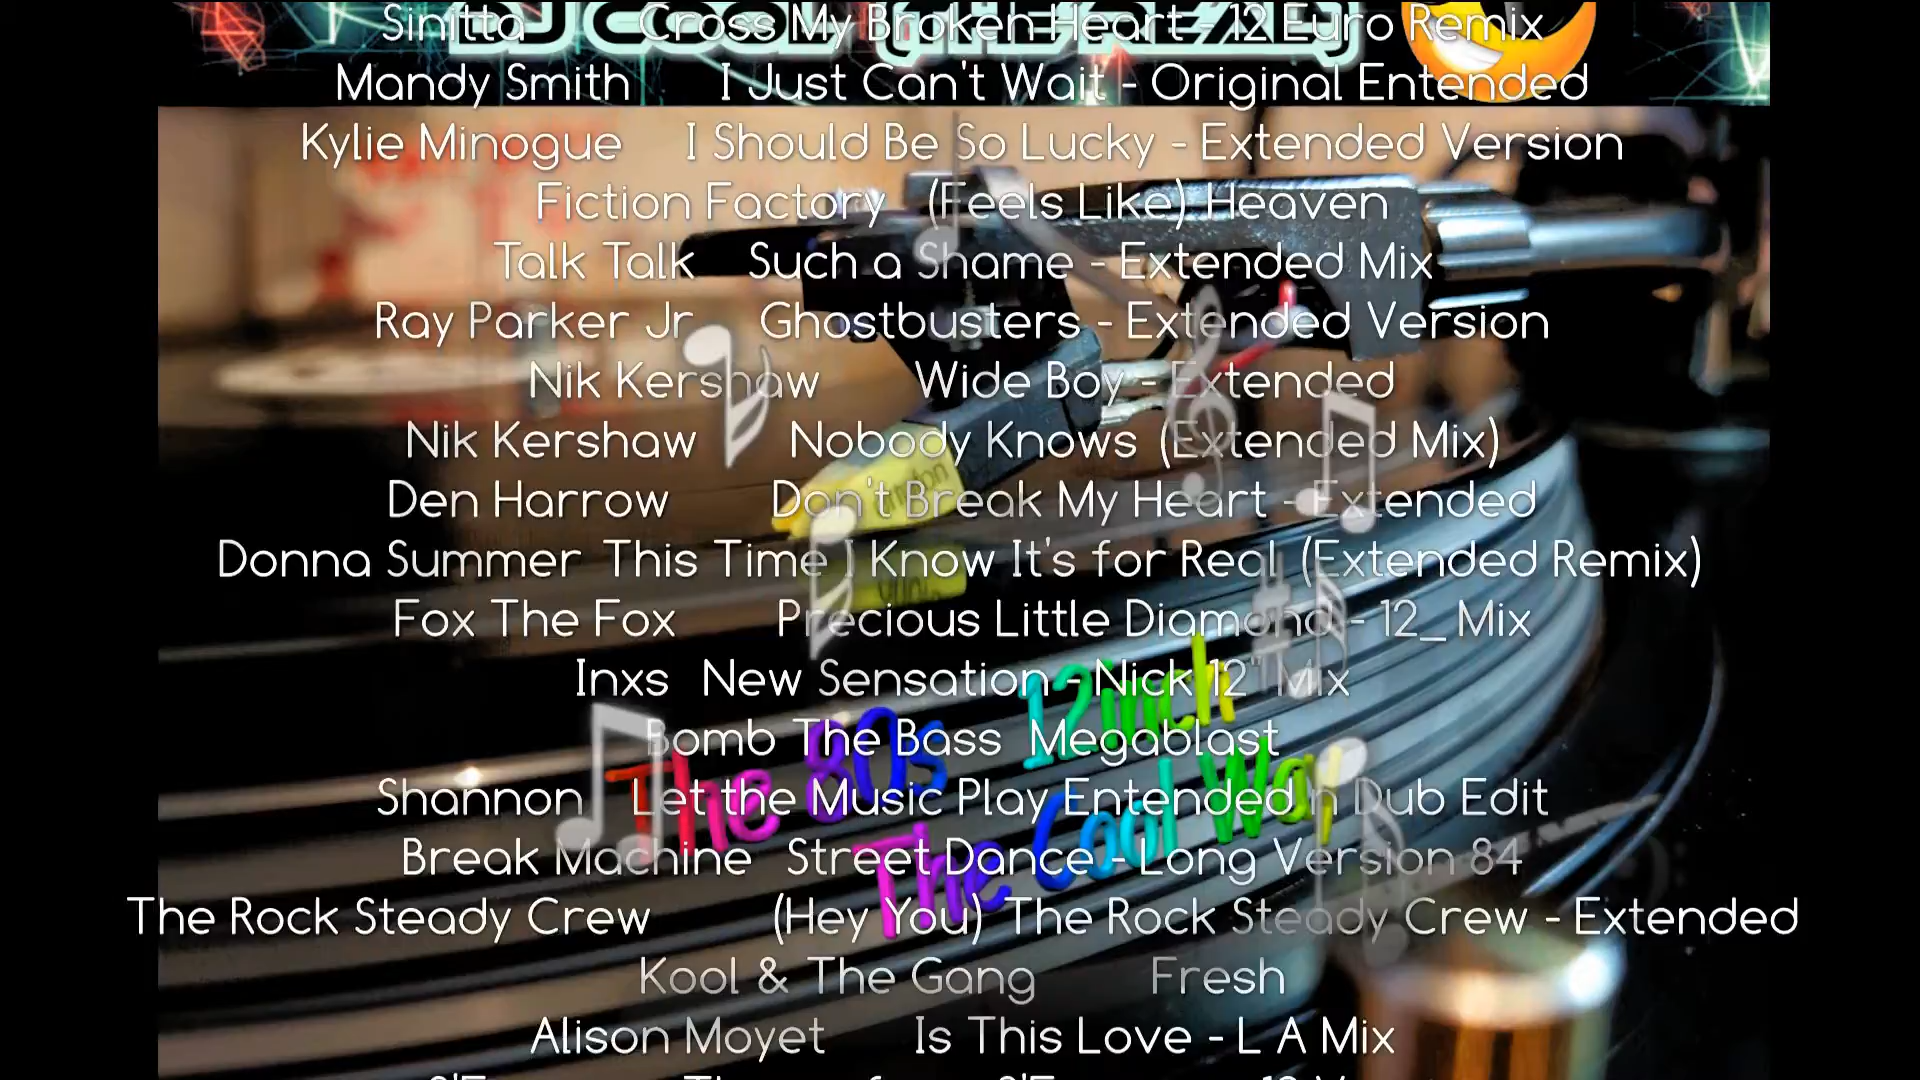 Sinitta Cross My Broken Heart - 12 Euro Remix
DJ COOL
Mandy Smith I Just Can't Wait - Original Entended
Kylie Minogue I Should Be So Lucky - Extended Version
Fiction Factory (Feels Like) Heaven
Talk Talk Such a Shame - Extended Mix
Ray Parker Jr Ghostbusters - Extended Version
Nik Kershaw Wide Boy - Extended
Nik Kershaw Nobody Knows (Extended Mix)
Den Harrow Don't Break My Heart - Extended
Donna Summer This Time I Know It's for Real (Extended Remix)
Fox The Fox Precious Little Diamond - 12_ Mix
Inxs New Sensation - Nick 12" Mix
Bomb The Bass Megablast
The 80s 12inch
Shannon Let the Music Play Entended n Dub Edit
The Cool Way
Break Machine Street Dance - Long Version 84
The Rock Steady Crew (Hey You) The Rock Steady Crew - Extended
Kool & The Gang Fresh
Alison Moyet Is This Love - L A Mix